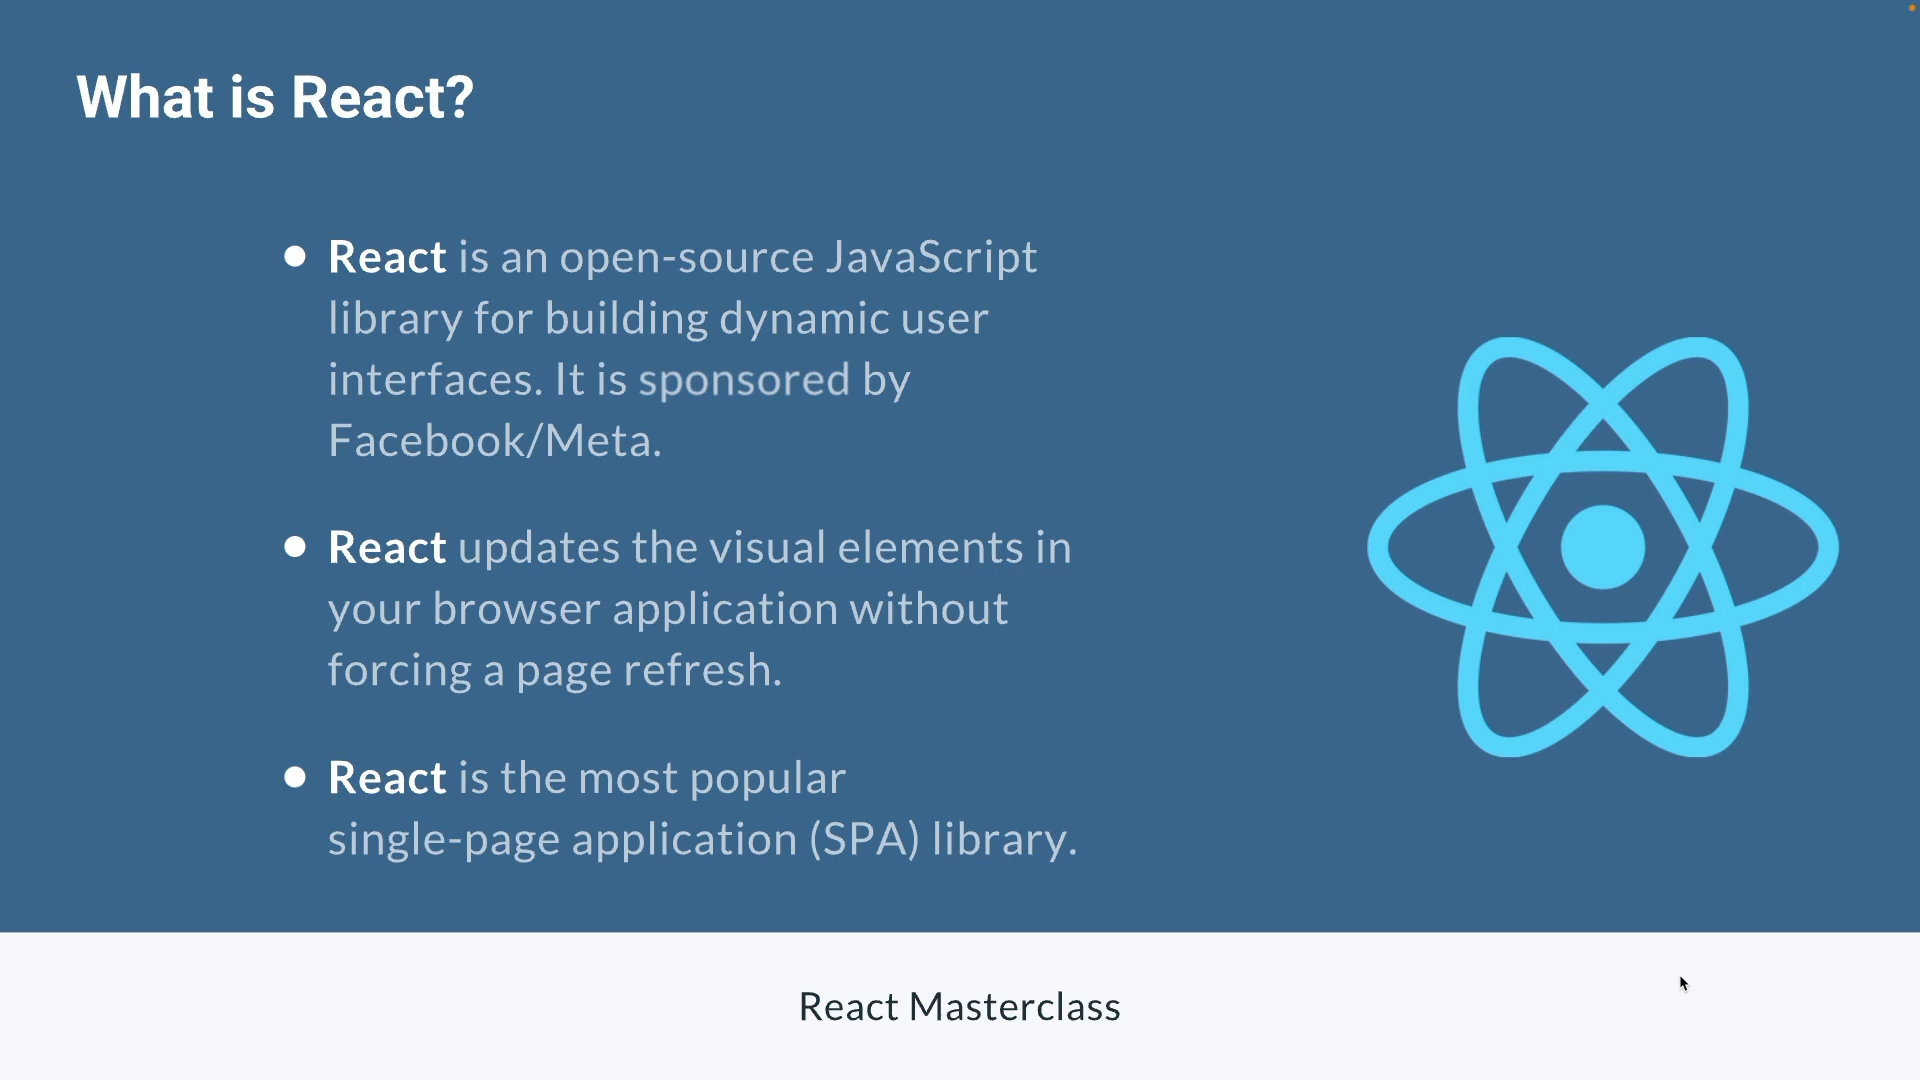 What is React?
React is an open-source JavaScript
library for building dynamic user
interfaces. It is sponsored by
Facebook/Meta.
React updates the visual elements in
your browser application without
forcing a page refresh.
React is the most popular
single-page application (SPA) library.
React Masterclass